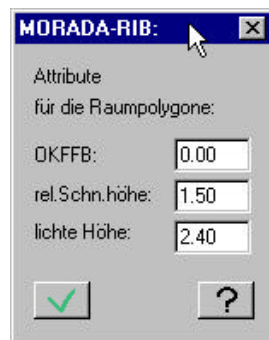 MORADA-RIB:
Attribute
für die Raumpolygone:
OKFFB: 0.00
rel.Schn.höhe: 1.50
lichte Höhe: 2.40
?